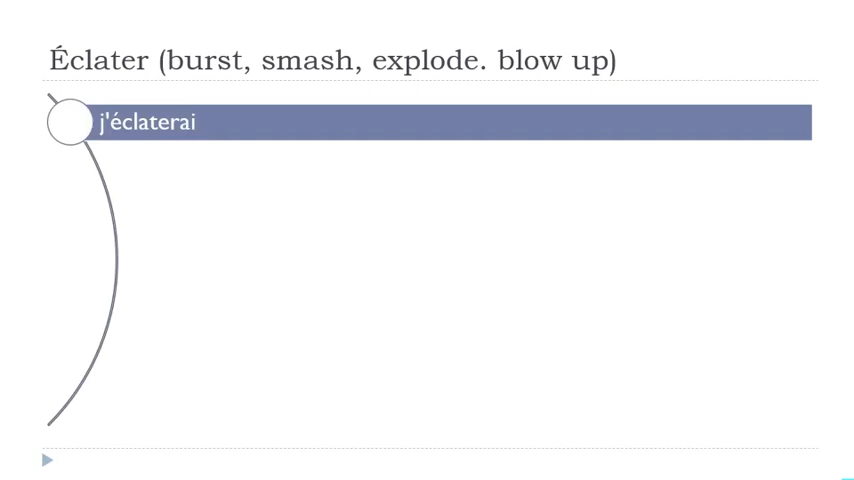 Éclater (burst, smash, explode. blow up)
j'éclaterai